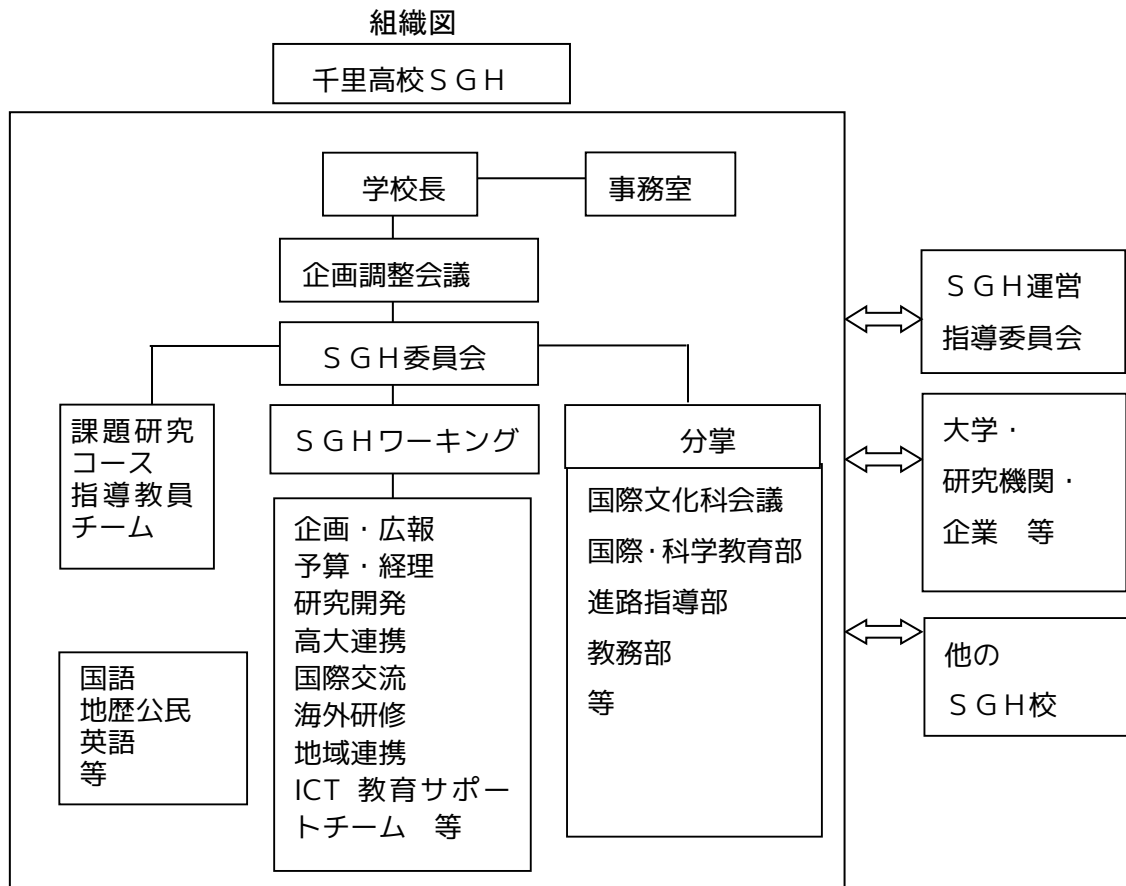 組織図
千里高校ＳＧＨ
学校長
事務室
企画調整会議
ＳＧＨ委員会
課題研究
コース
指導教員
チーム
ＳＧＨワーキング
分掌
企画・広報
予算・経理
研究開発
高大連携
国際交流
海外研修
地域連携
ICT 教育サポー
トチーム　等
国際文化科会議
国際・科学教育部
進路指導部
教務部
等
国語
地歴公民
英語
等
ＳＧＨ運営
指導委員会
大学・
研究機関・
企業　等
他の
ＳＧＨ校